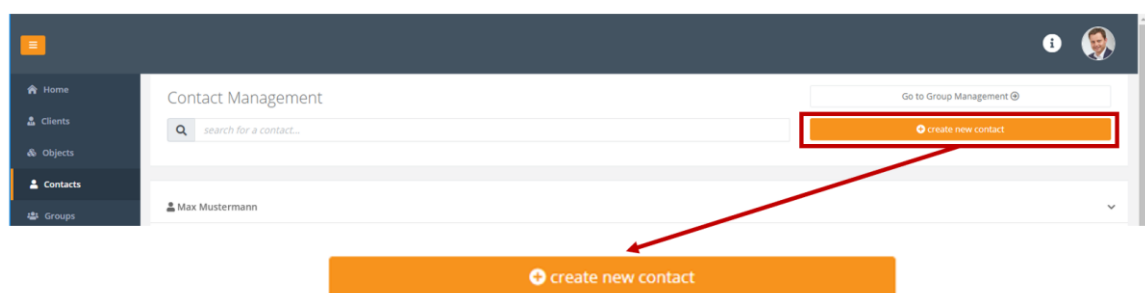 Home
Contact Management
Go to Group Management
Clients
search for a contact...
create new contact
Objects
Contacts
Max Mustermann
Groups
create new contact